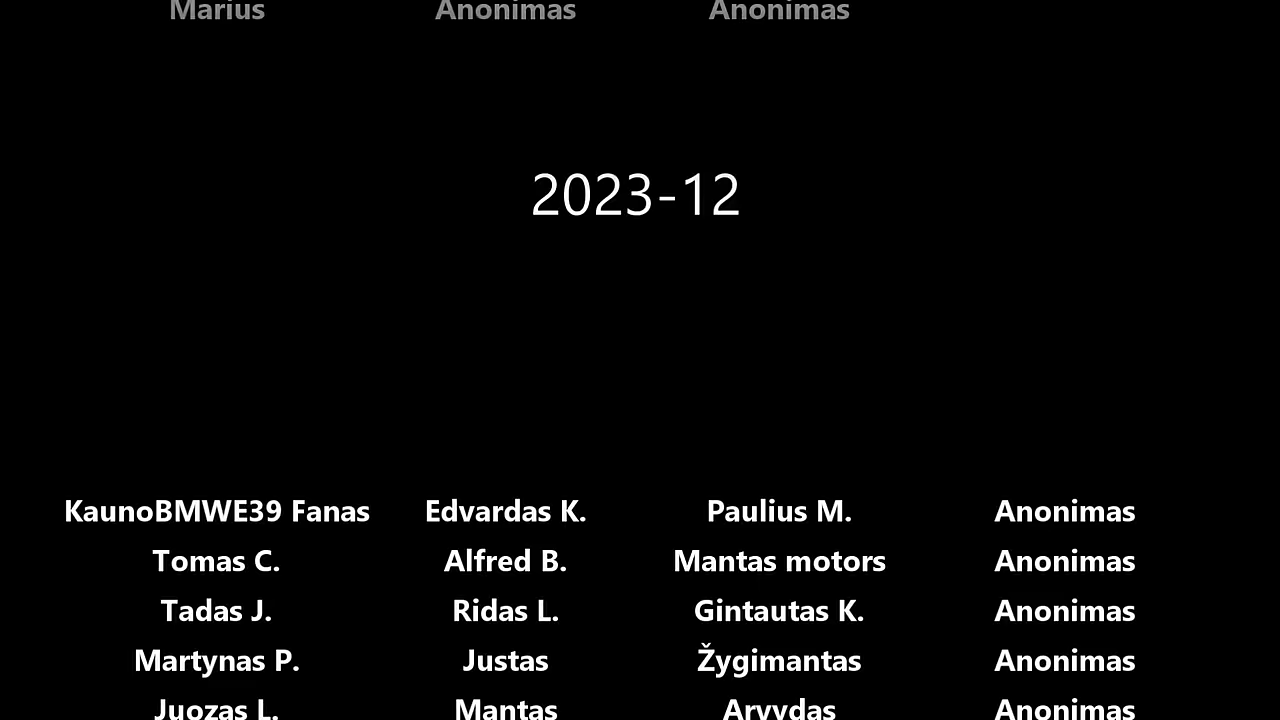 Marius Anonimas Anonimas
2023-12
KaunoBMWE39 Fanas Edvardas K. Paulius M. Anonimas
Tomas C. Alfred B. Mantas motors Anonimas
Tadas J. Ridas L. Gintautas K. Anonimas
Martynas P. Justas Žygimantas Anonimas
Juozas L. Mantas Arvydas Anonimas